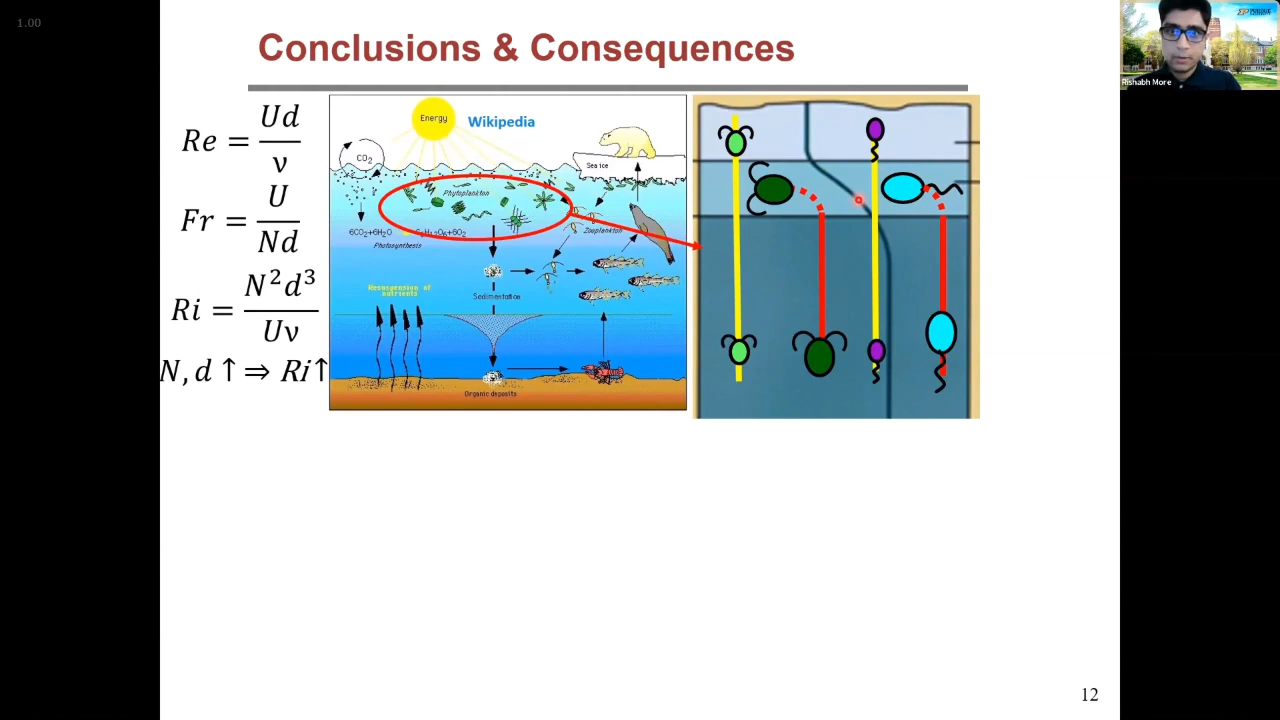 1.00
Conclusions & Consequences
Rishabh More
Re = Ud / ν
Fr = U / Nd
Ri = N²d³ / Uν
N, d ↑ ⇒ Ri↑
Energy
Wikipedia
CO₂
Sea ice
Phytoplankton
6CO₂+6H₂O
C₆H₁₂O₆+6O₂
Photosynthesis
Zooplankton
Resuspension of
nutrients
Sedimentation
Organic deposits
12